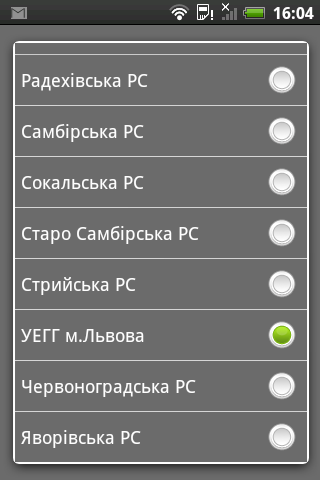 16:04
Радехівська РС
Самбірська РС
Сокальська РС
Старо Самбірська РС
Стрийська РС
УЕГГ м.Львова
Червоноградська РС
Яворівська РС